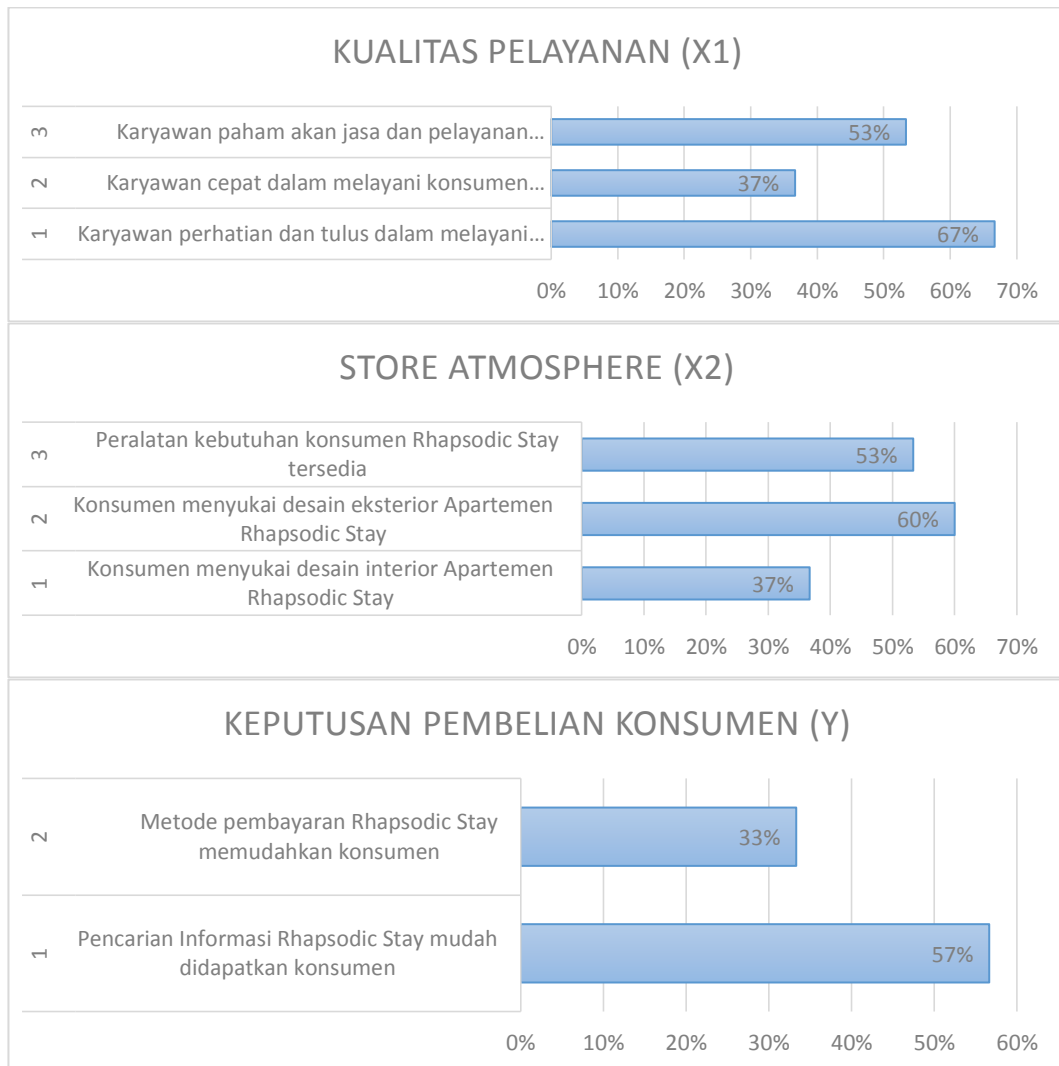 KUALITAS PELAYANAN (X1)
3 Karyawan paham akan jasa dan pelayanan... 53%
2 Karyawan cepat dalam melayani konsumen... 37%
1 Karyawan perhatian dan tulus dalam melayani... 67%
0% 10% 20% 30% 40% 50% 60% 70%
STORE ATMOSPHERE (X2)
3 Peralatan kebutuhan konsumen Rhapsodic Stay
tersedia 53%
2 Konsumen menyukai desain eksterior Apartemen
Rhapsodic Stay 60%
1 Konsumen menyukai desain interior Apartemen
Rhapsodic Stay 37%
0% 10% 20% 30% 40% 50% 60% 70%
KEPUTUSAN PEMBELIAN KONSUMEN (Y)
2 Metode pembayaran Rhapsodic Stay
memudahkan konsumen 33%
1 Pencarian Informasi Rhapsodic Stay mudah
didapatkan konsumen 57%
0% 10% 20% 30% 40% 50% 60%